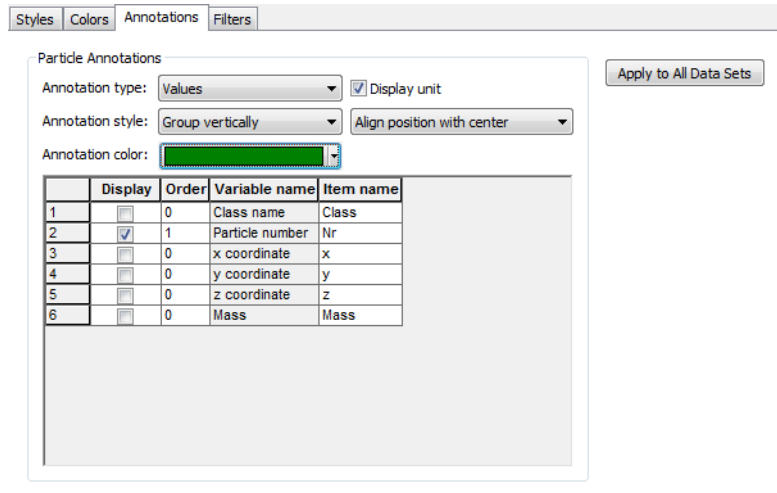 Styles Colors Annotations Filters
Particle Annotations
Apply to All Data Sets
Annotation type: Values Display unit
Annotation style: Group vertically Align position with center
Annotation color:
Display Order Variable name Item name
1 0 Class name Class
2 1 Particle number Nr
3 0 x coordinate x
4 0 y coordinate y
5 0 z coordinate z
6 0 Mass Mass